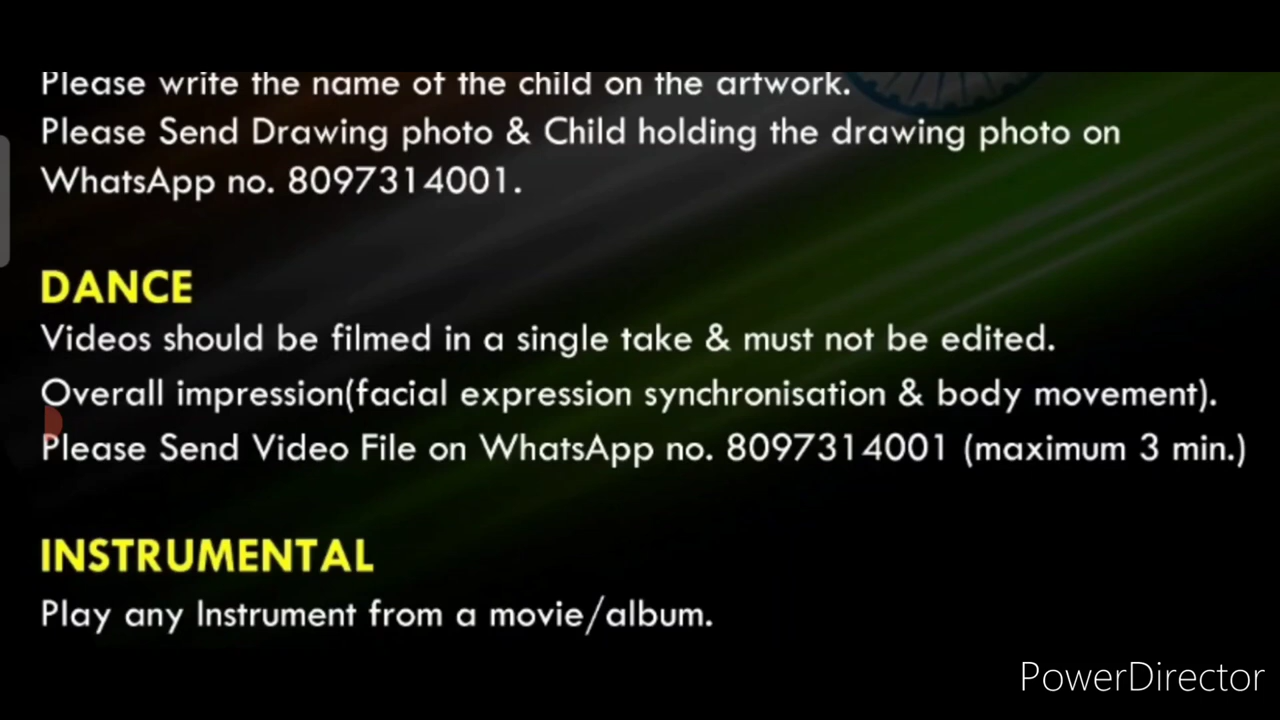 Please write the name of the child on the artwork.
Please Send Drawing photo & Child holding the drawing photo on
WhatsApp no. 8097314001.
DANCE
Videos should be filmed in a single take & must not be edited.
Overall impression(facial expression synchronisation & body movement).
Please Send Video File on WhatsApp no. 8097314001 (maximum 3 min.)
INSTRUMENTAL
Play any Instrument from a movie/album.
PowerDirector